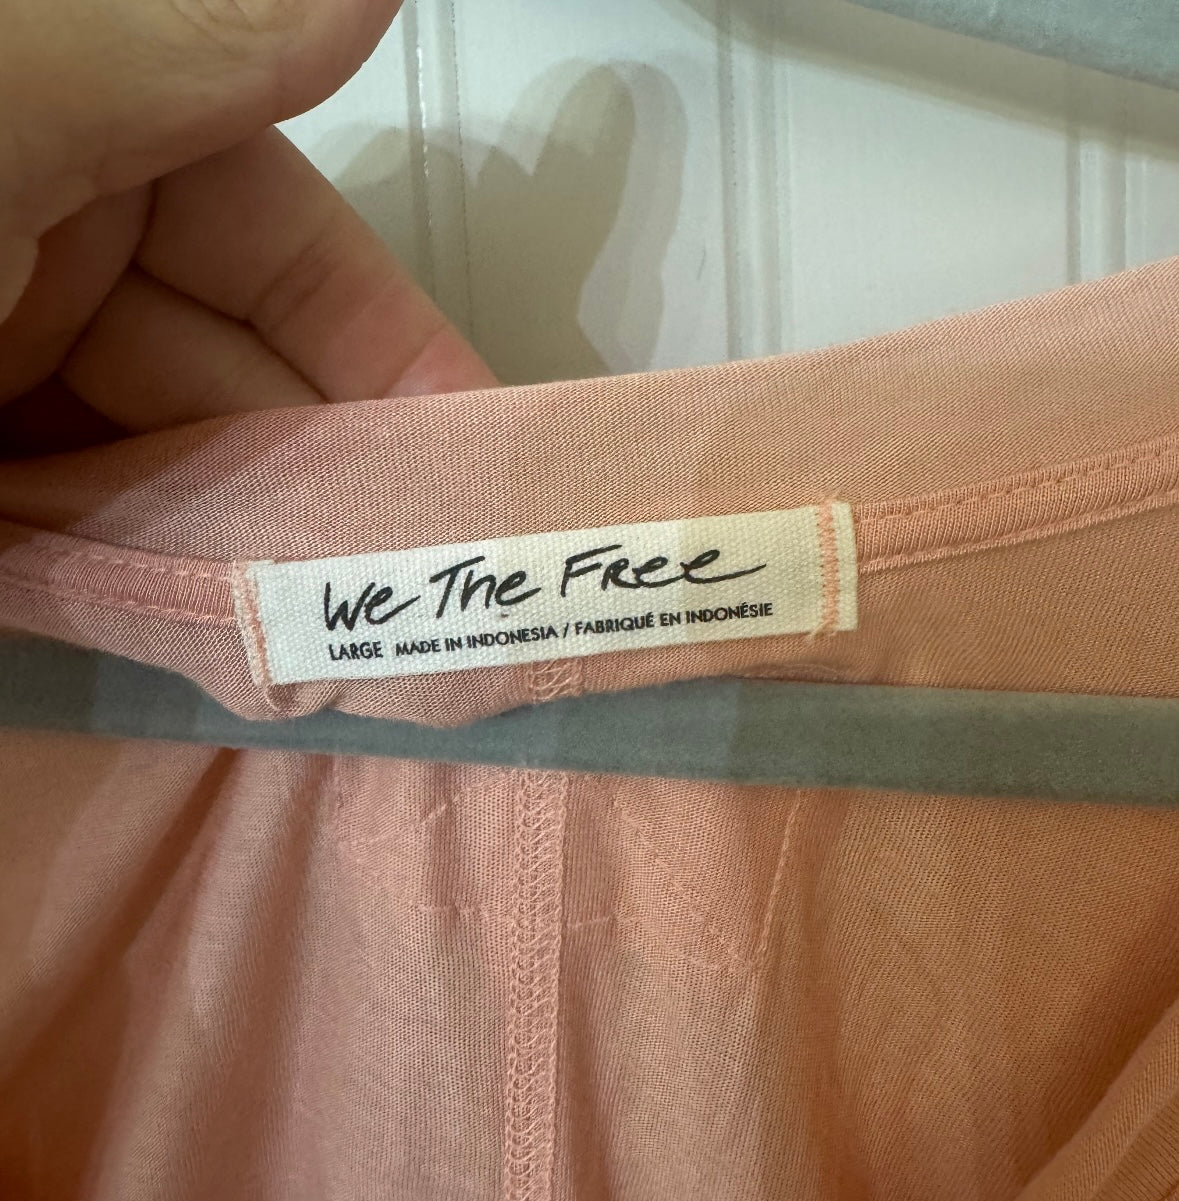 We The Free
LARGE MADE IN INDONESIA / FABRIQUÉ EN INDONÉSIE